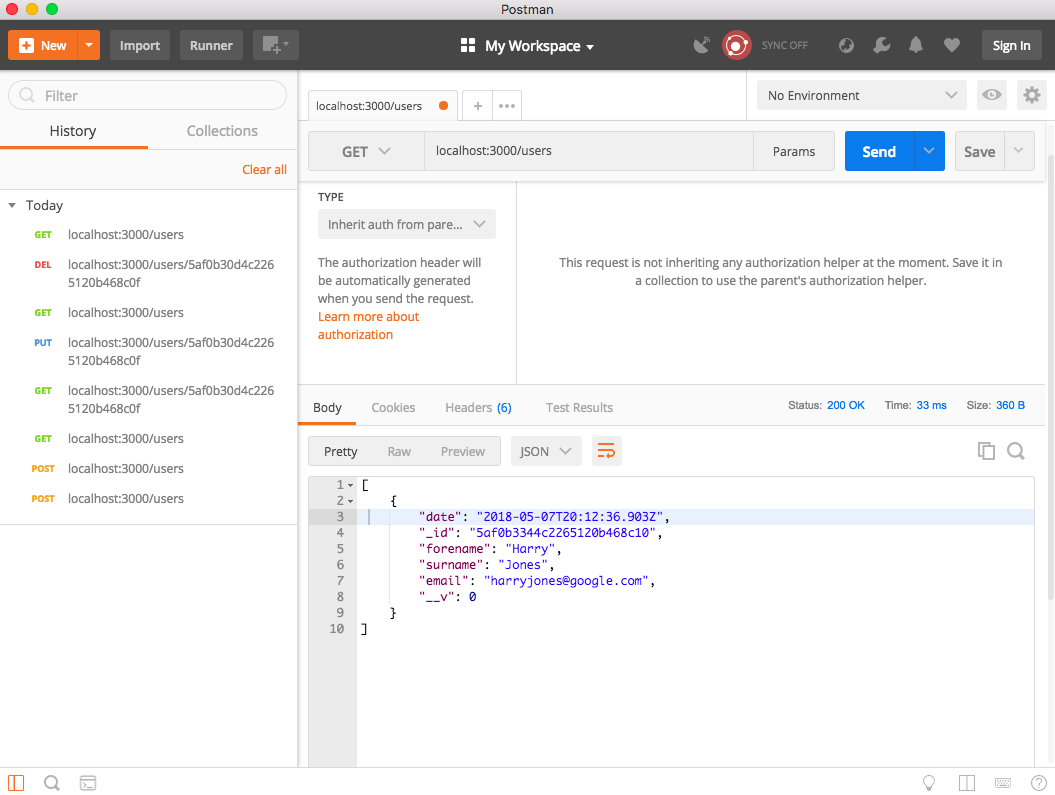 Postman
New Import Runner My Workspace SYNC OFF Sign In
Filter
History Collections
Clear all
Today
GET localhost:3000/users
DEL localhost:3000/users/5af0b30d4c226
5120b468c0f
GET localhost:3000/users
PUT localhost:3000/users/5af0b30d4c226
5120b468c0f
GET localhost:3000/users/5af0b30d4c226
5120b468c0f
GET localhost:3000/users
POST localhost:3000/users
POST localhost:3000/users
localhost:3000/users + •••
No Environment
GET localhost:3000/users Params Send Save
TYPE
Inherit auth from pare...
The authorization header will
be automatically generated
when you send the request.
Learn more about
authorization
This request is not inheriting any authorization helper at the moment. Save it in
a collection to use the parent's authorization helper.
Body Cookies Headers (6) Test Results Status: 200 OK Time: 33 ms Size: 360 B
Pretty Raw Preview JSON
1 [
2 {
3 "date": "2018-05-07T20:12:36.903Z",
4 "_id": "5af0b3344c2265120b468c10",
5 "forename": "Harry",
6 "surname": "Jones",
7 "email": "harryjones@google.com",
8 "__v": 0
9 }
10 ]